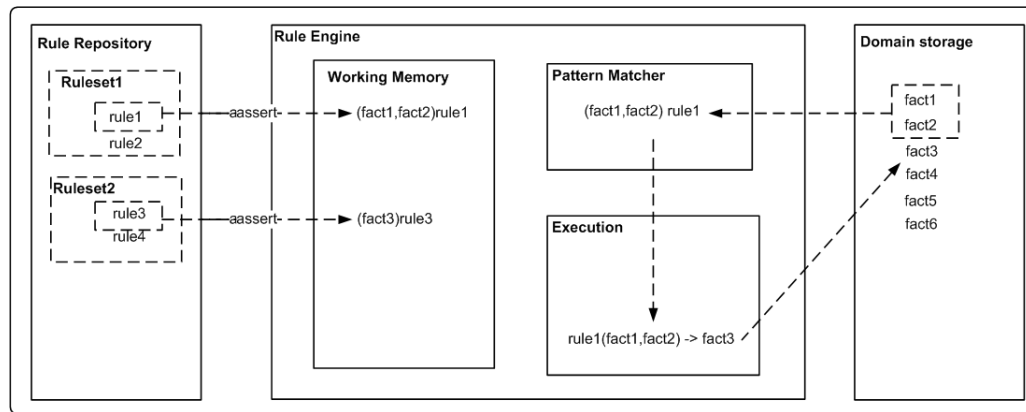 Rule Repository
Ruleset1
rule1
rule2
Ruleset2
rule3
rule4
aassert
aassert
Rule Engine
Working Memory
(fact1,fact2)rule1
(fact3)rule3
Pattern Matcher
(fact1,fact2) rule1
Execution
rule1(fact1,fact2) -> fact3
Domain storage
fact1
fact2
fact3
fact4
fact5
fact6